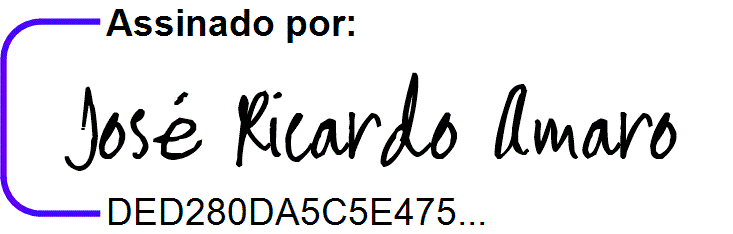 Assinado por:
José Ricardo Amaro
DED280DA5C5E475...